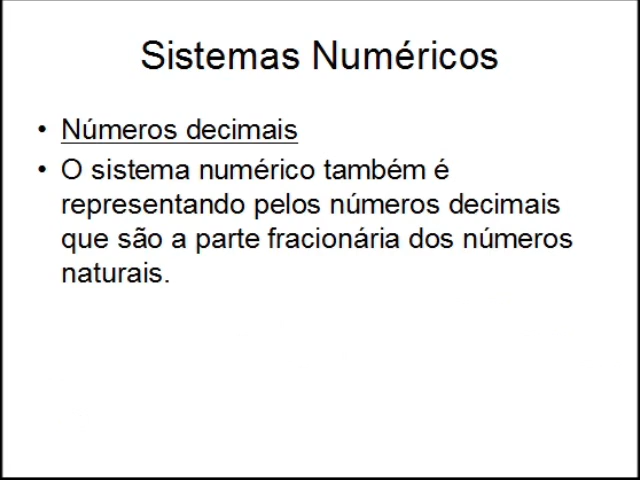 Sistemas Numéricos
• Números decimais
• O sistema numérico também é
representando pelos números decimais
que são a parte fracionária dos números
naturais.